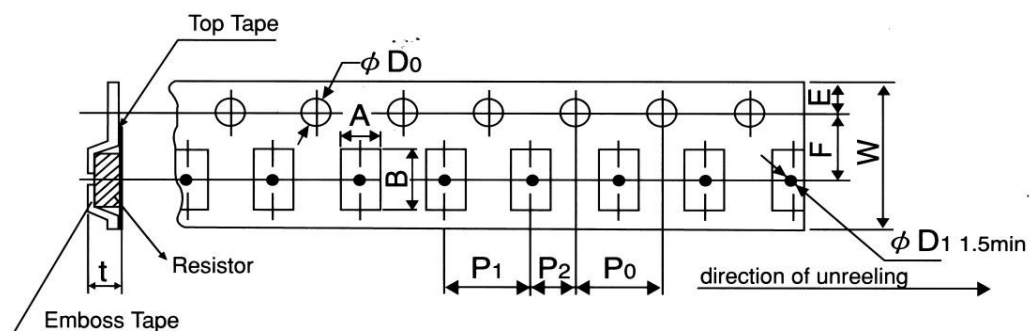 Top Tape
φ D0
A
B
E
F
W
φ D1 1.5min
t
Resistor
P1
P2
P0
direction of unreeling
Emboss Tape